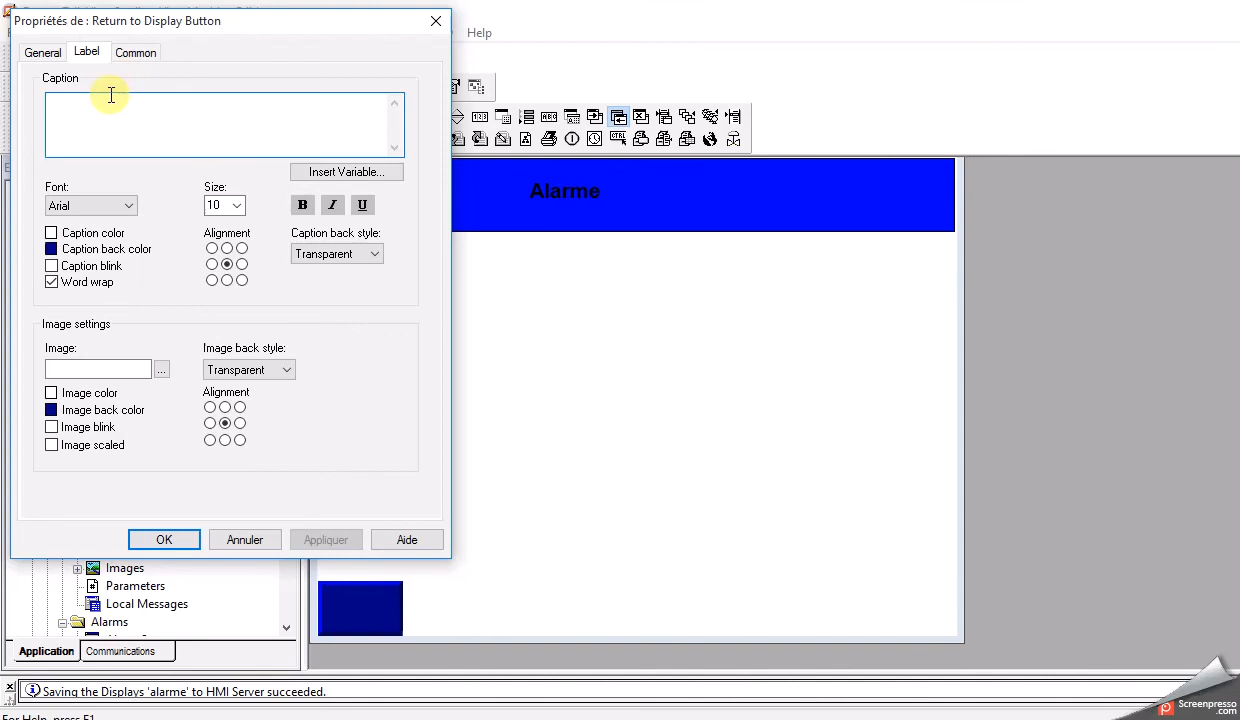 Propriétés de : Return to Display Button
Help
General
Label
Common
Caption
Insert Variable...
Font:
Size:
Arial
10
B
I
U
Caption color
Alignment
Caption back style:
Caption back color
Transparent
Caption blink
Word wrap
Image settings
Image:
Image back style:
...
Transparent
Image color
Alignment
Image back color
Image blink
Image scaled
OK
Annuler
Appliquer
Aide
Alarme
Images
Parameters
Local Messages
Alarms
Application
Communications
Saving the Displays 'alarme' to HMI Server succeeded.
For Help, press F1
Screenpresso
.com